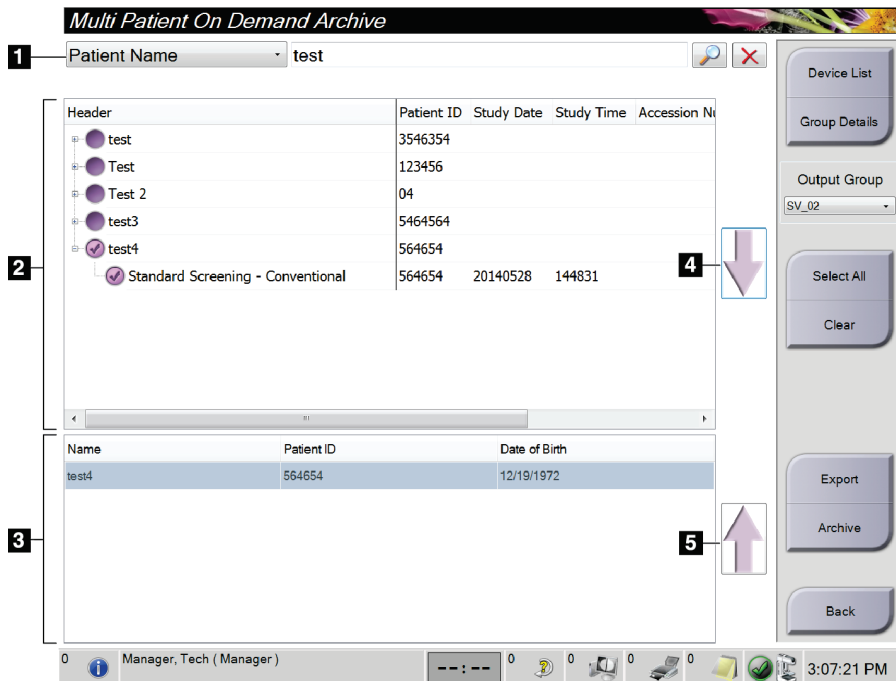 Multi Patient On Demand Archive
1
Patient Name
test
Device List
Group Details
Output Group
SV_02
Select All
Clear
Export
Archive
Back
2
Header Patient ID Study Date Study Time Accession Nu
test 3546354
Test 123456
Test 2 04
test3 5464564
test4 564654
Standard Screening - Conventional 564654 20140528 144831
4
3
Name Patient ID Date of Birth
test4 564654 12/19/1972
5
0 Manager, Tech ( Manager ) --:-- 0 0 0 0 3:07:21 PM